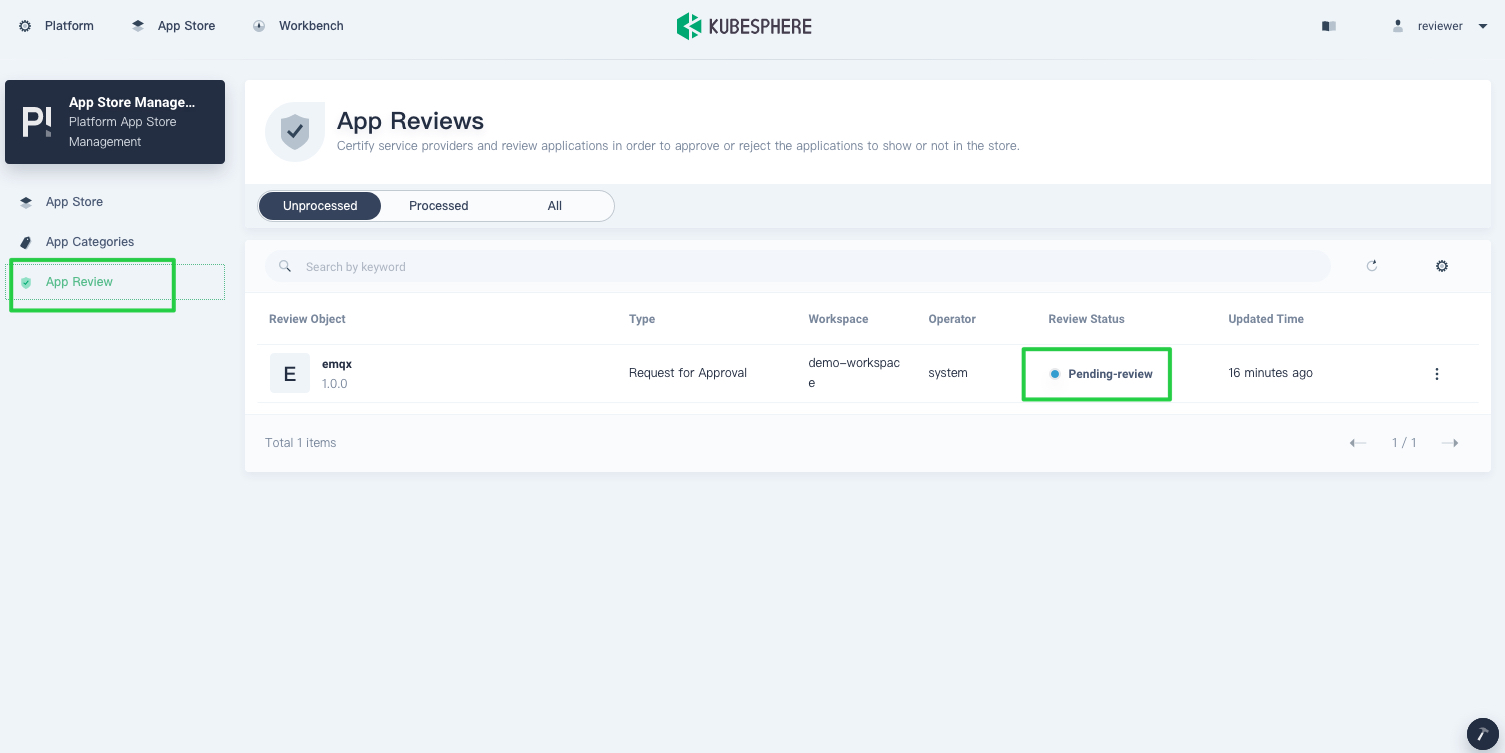 Platform
App Store
Workbench
KUBESPHERE
reviewer
App Store Manage...
Platform App Store
Management
App Store
App Categories
App Review
App Reviews
Certify service providers and review applications in order to approve or reject the applications to show or not in the store.
Unprocessed
Processed
All
Search by keyword
Review Object
Type
Workspace
Operator
Review Status
Updated Time
E
emqx
1.0.0
Request for Approval
demo-workspac
e
system
Pending-review
16 minutes ago
Total 1 items
1 / 1